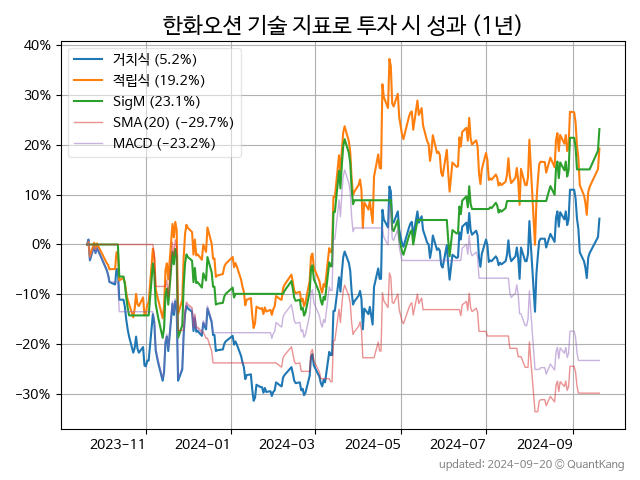 한화오션 기술 지표로 투자 시 성과 (1년)
40%
30%
20%
10%
0%
−10%
−20%
−30%
거치식 (5.2%)
적립식 (19.2%)
SigM (23.1%)
SMA(20) (−29.7%)
MACD (−23.2%)
2023-11
2024-01
2024-03
2024-05
2024-07
2024-09
updated: 2024-09-20 ⓒ QuantKang